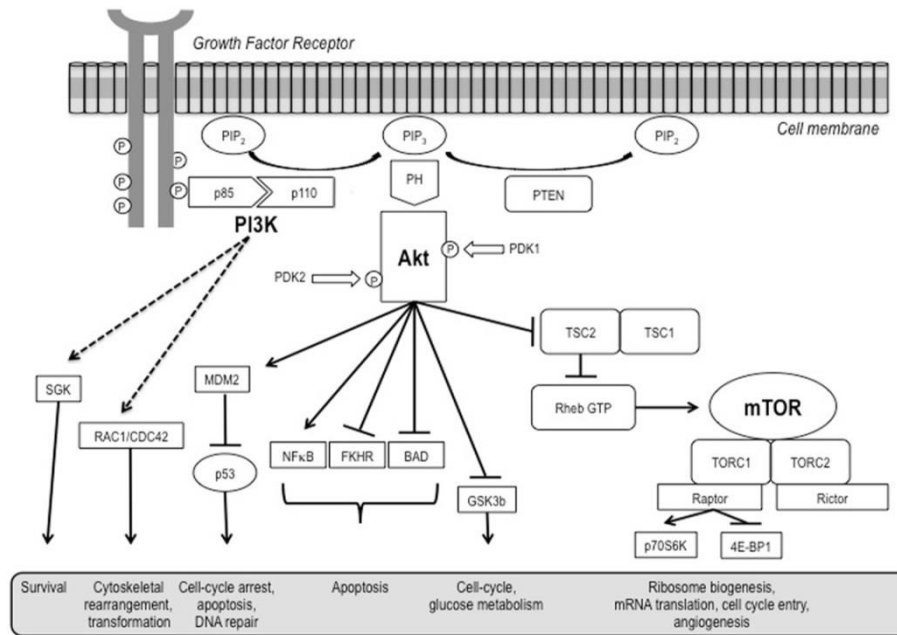 Growth Factor Receptor
Cell membrane
PIP2
PIP3
PIP2
P
P
P
P
P
p85
p110
PI3K
PH
PTEN
Akt
P
PDK1
PDK2
P
TSC2
TSC1
SGK
MDM2
Rheb GTP
mTOR
RAC1/CDC42
NFκB
FKHR
BAD
p53
GSK3b
TORC1
TORC2
Raptor
Rictor
p70S6K
4E-BP1
Survival
Cytoskeletal
rearrangement,
transformation
Cell-cycle arrest,
apoptosis,
DNA repair
Apoptosis
Cell-cycle,
glucose metabolism
Ribosome biogenesis,
mRNA translation, cell cycle entry,
angiogenesis